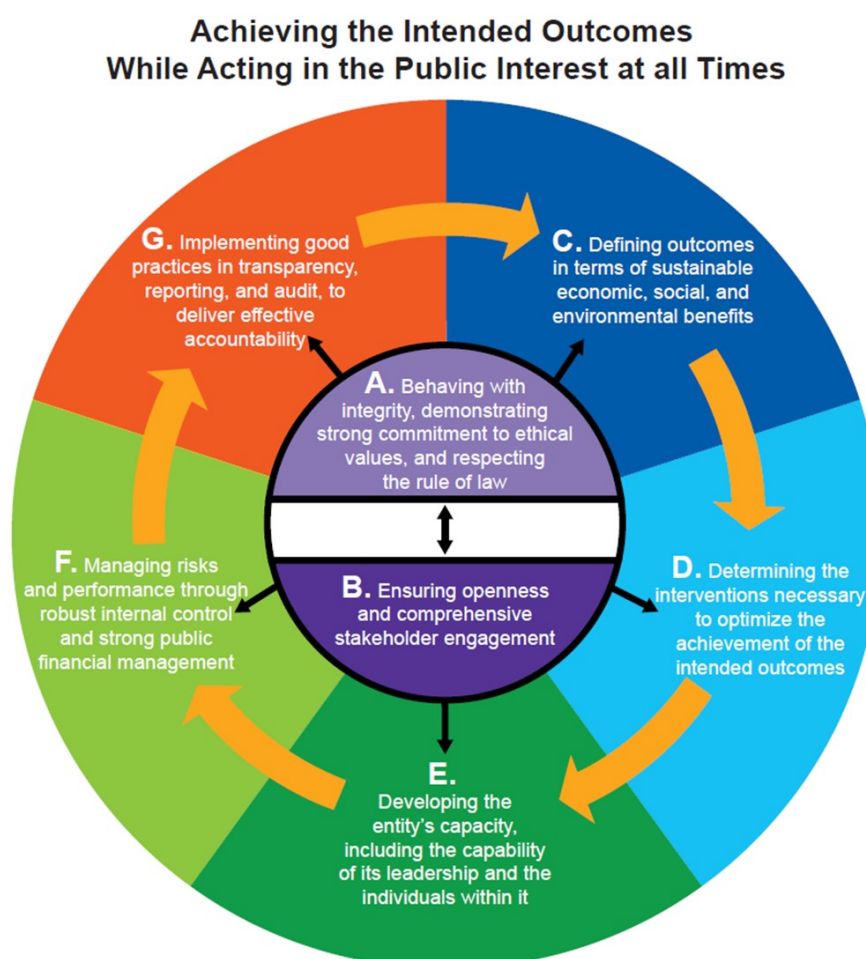 Achieving the Intended Outcomes
While Acting in the Public Interest at all Times
G. Implementing good
practices in transparency,
reporting, and audit, to
deliver effective
accountability
C. Defining outcomes
in terms of sustainable
economic, social, and
environmental benefits
A. Behaving with
integrity, demonstrating
strong commitment to ethical
values, and respecting
the rule of law
B. Ensuring openness
and comprehensive
stakeholder engagement
F. Managing risks
and performance through
robust internal control
and strong public
financial management
D. Determining the
interventions necessary
to optimize the
achievement of the
intended outcomes
E.
Developing the
entity's capacity,
including the capability
of its leadership and the
individuals within it